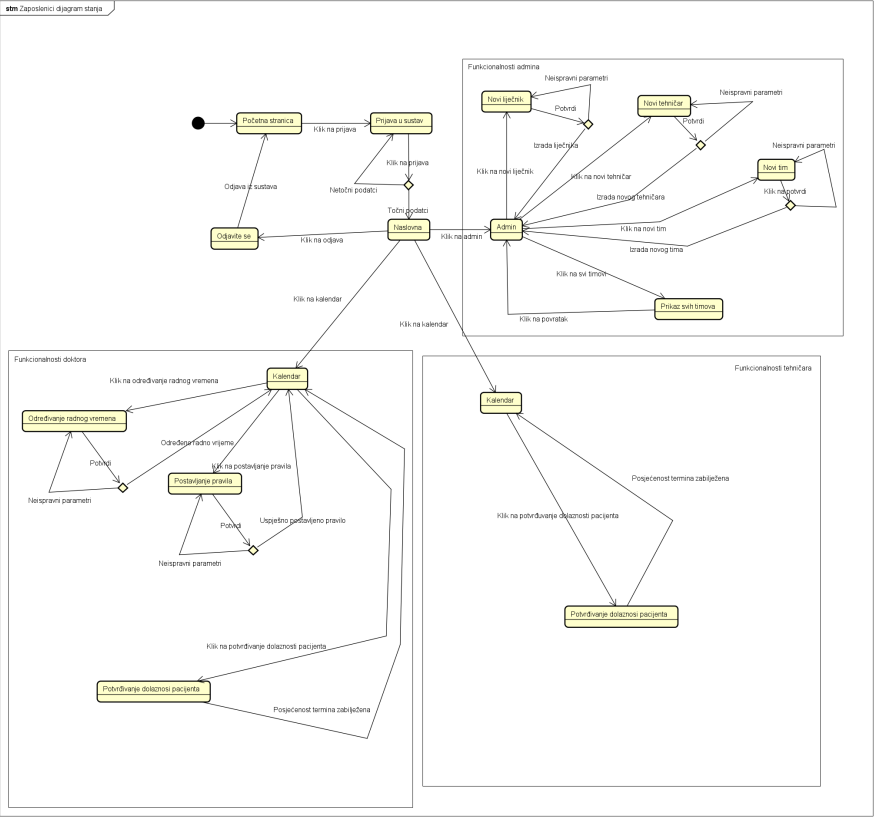 stm Zaposlenici dijagram stanja
Funkcionalnosti admina
Neispravni parametri
Novi liječnik
Potvrdi
Novi tehničar
Neispravni parametri
Potvrdi
Početna stranica
Klik na prijava
Prijava u sustav
Izrada liječnika
Neispravni parametri
Klik na prijava
Novi tim
Klik na novi liječnik
Klik na novi tehničar
Odjava iz sustava
Netočni podatci
Klik na potvrdi
Izrada novog tehničara
Točni podatci
Naslovna
Admin
Klik na novi tim
Odjavite se
Klik na odjava
Klik na admin
Izrada novog tima
Klik na svi timovi
Klik na kalendar
Prikaz svih timova
Klik na povratak
Klik na kalendar
Funkcionalnosti doktora
Funkcionalnosti tehničara
Kalendar
Klik na određivanje radnog vremena
Kalendar
Određivanje radnog vremena
Određeno radno vrijeme
Potvrdi
Klik na postavljanje pravila
Postavljanje pravila
Neispravni parametri
Posjećenost termina zabilježena
Klik na potvrđuvanje dolaznosti pacijenta
Uspješno postavljeno pravilo
Potvrdi
Neispravni parametri
Potvrđivanje dolaznosi pacijenta
Klik na potvrđivanje dolaznosti pacijenta
Potvrđivanje dolaznosi pacijenta
Posjećenost termina zabilježena